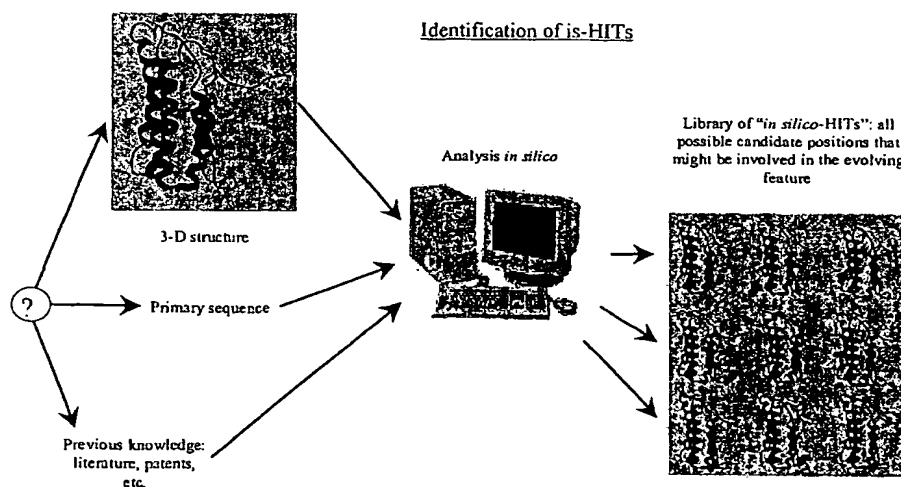 Identification of is-HITs
3-D structure
Analysis in silico
Library of "in silico-HITs": all
possible candidate positions that
might be involved in the evolving
feature
?
Primary sequence
Previous knowledge:
literature, patents,
etc.